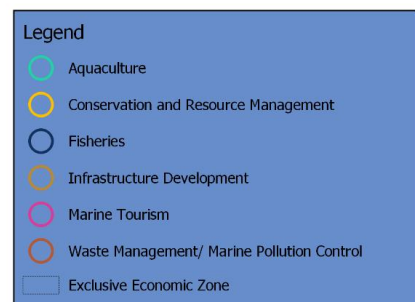 Legend
Aquaculture
Conservation and Resource Management
Fisheries
Infrastructure Development
Marine Tourism
Waste Management/ Marine Pollution Control
Exclusive Economic Zone